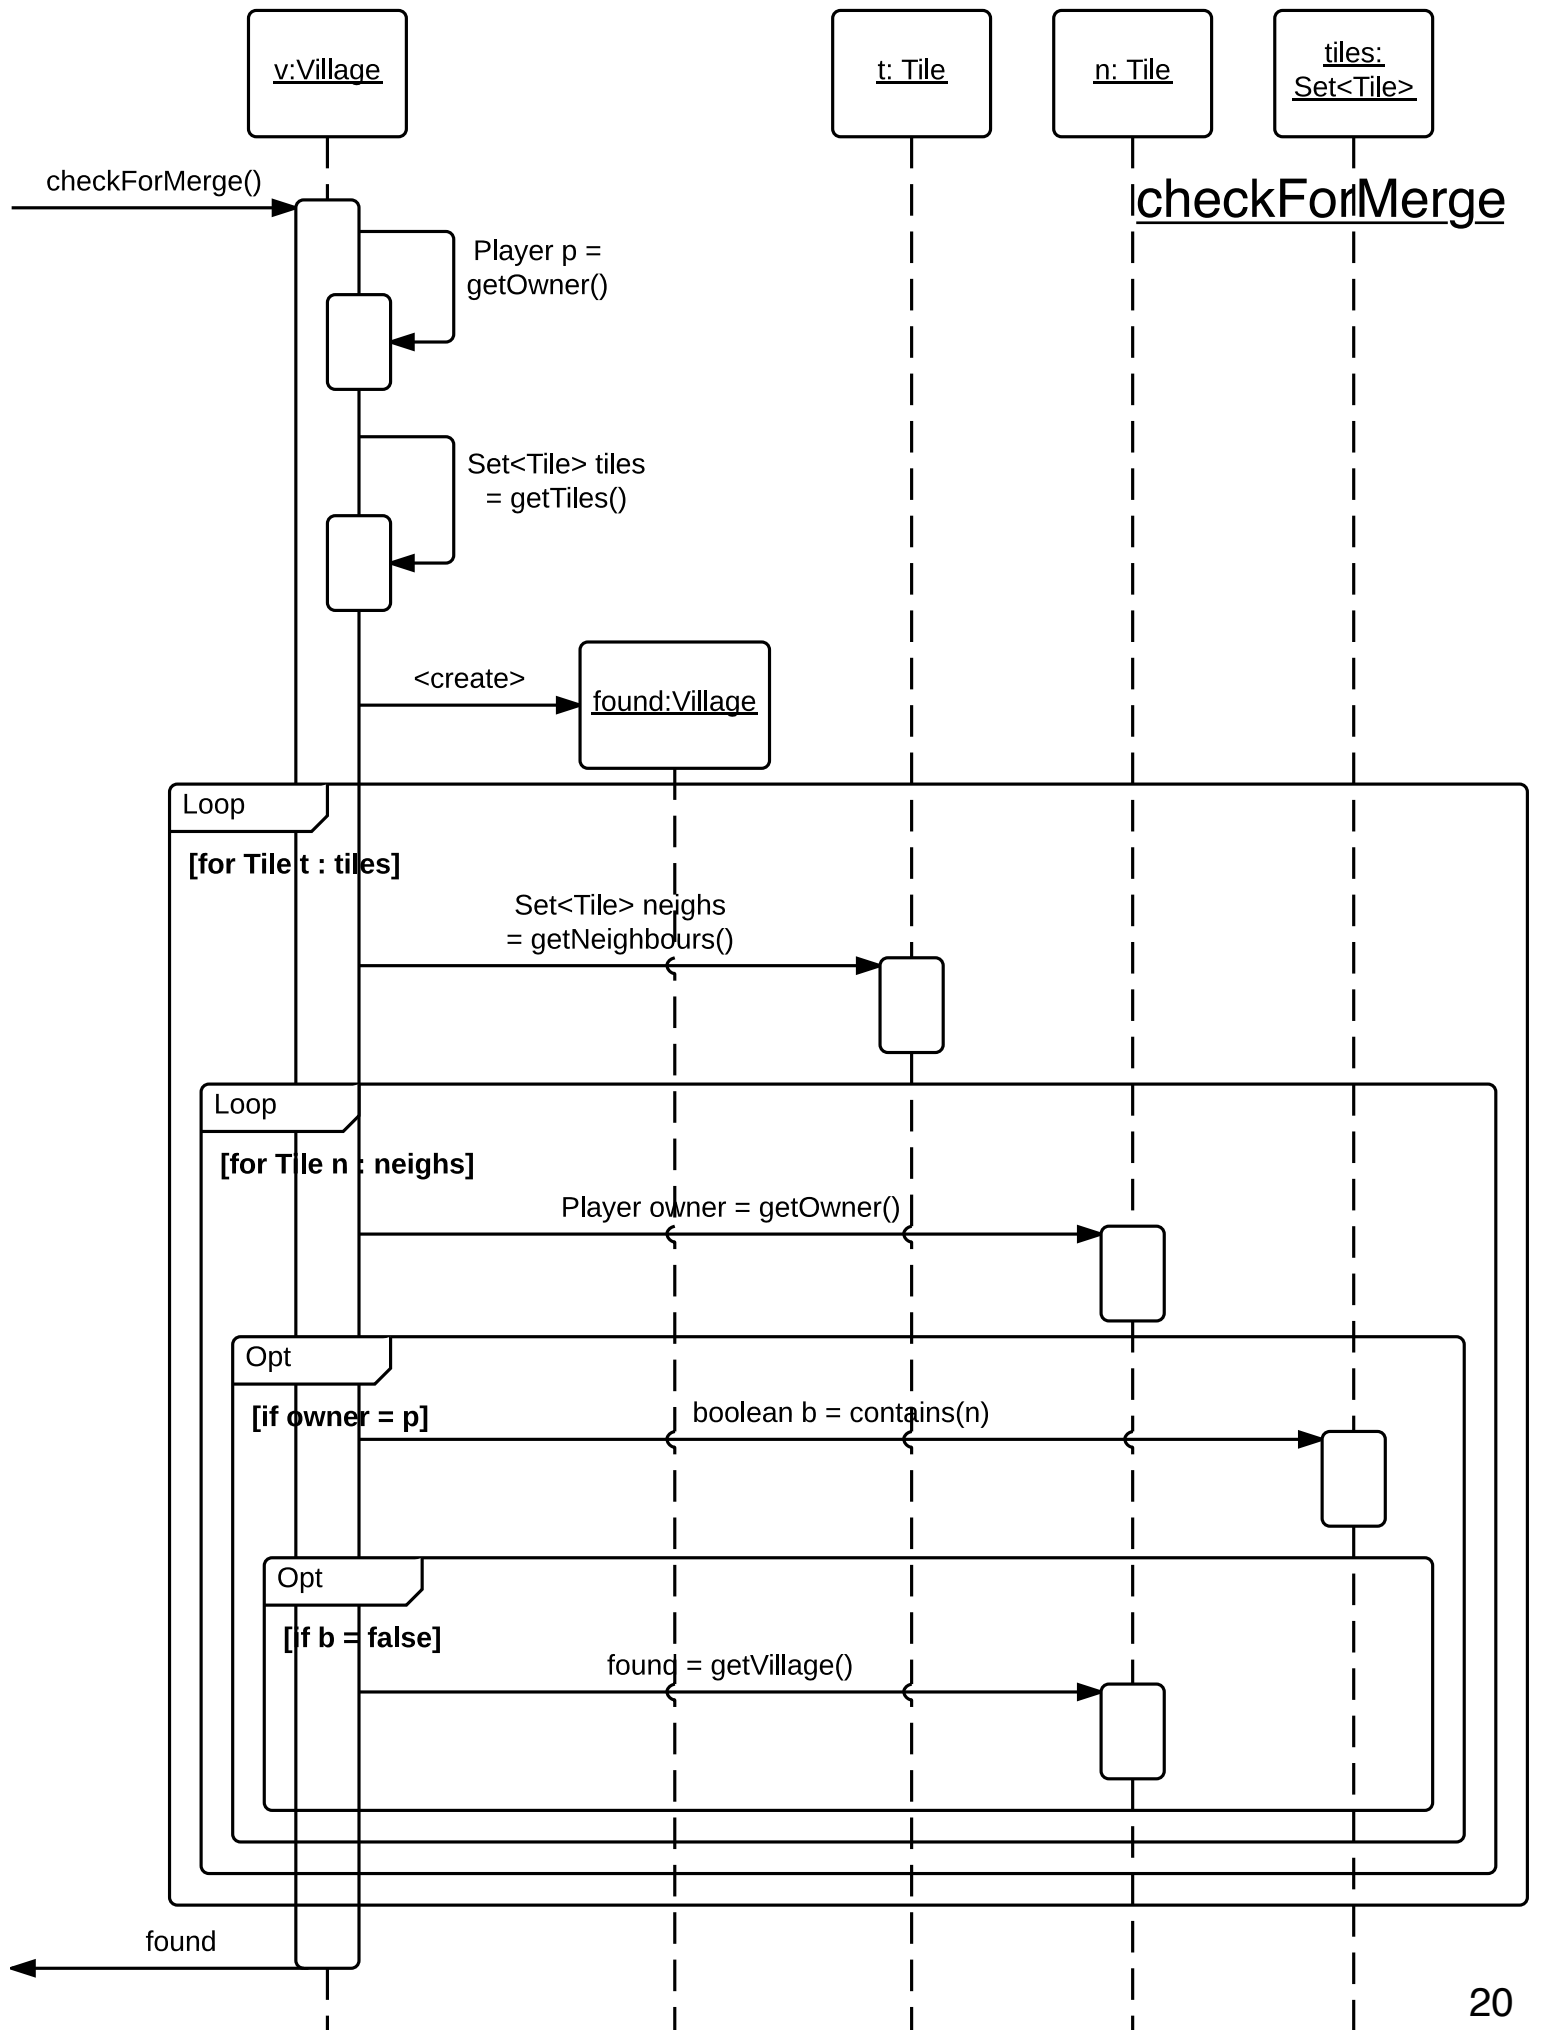 v:Village
t: Tile
n: Tile
tiles:
Set<Tile>
checkForMerge()
checkForMerge
Player p =
getOwner()
Set<Tile> tiles
= getTiles()
<create>
found:Village
Loop
[for Tile t : tiles]
Set<Tile> neighs
= getNeighbours()
Loop
[for Tile n : neighs]
Player owner = getOwner()
Opt
[if owner = p]
boolean b = contains(n)
Opt
[if b = false]
found = getVillage()
found
20